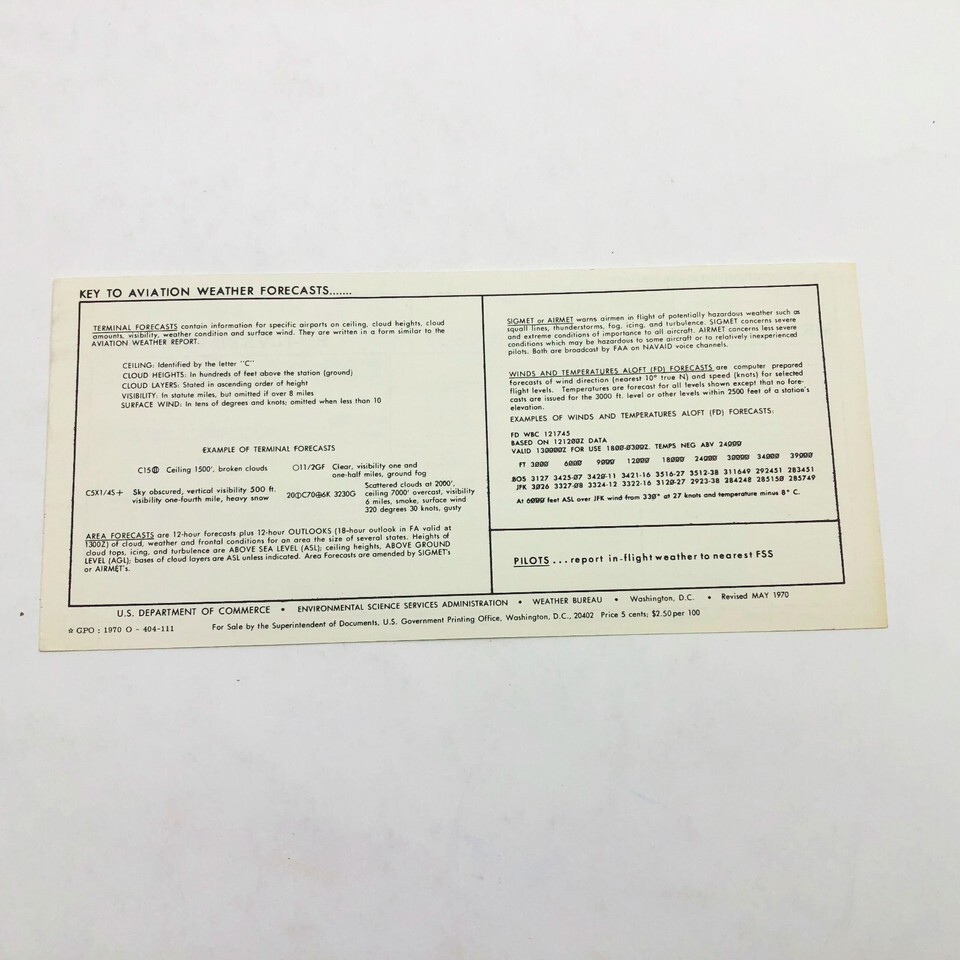 KEY TO AVIATION WEATHER FORECASTS.......
TERMINAL FORECASTS contain information for specific airports on ceiling, cloud heights, cloud
amounts, visibility, weather condition and surface wind. They are written in a form similar to the
AVIATION WEATHER REPORT.
CEILING: Identified by the letter "C"
CLOUD HEIGHTS: In hundreds of feet above the station (ground)
CLOUD LAYERS: Stated in ascending order of height
VISIBILITY: In statute miles, but omitted if over 8 miles
SURFACE WIND: In tens of degrees and knots; omitted when less than 10
EXAMPLE OF TERMINAL FORECASTS
C15⦶ Ceiling 1500', broken clouds
○11/2GF Clear, visibility one and
one-half miles, ground fog
C5X1/4S+ Sky obscured, vertical visibility 500 ft.
visibility one-fourth mile, heavy snow
20⦶C70⊕6K 3230G Scattered clouds at 2000',
ceiling 7000' overcast, visibility
6 miles, smoke, surface wind
320 degrees 30 knots, gusty
AREA FORECASTS are 12-hour forecasts plus 12-hour OUTLOOKS (18-hour outlook in FA valid at
1300Z) of cloud, weather and frontal conditions for an area the size of several states. Heights of
cloud tops, icing, and turbulence are ABOVE SEA LEVEL (ASL); ceiling heights, ABOVE GROUND
LEVEL (AGL); bases of cloud layers are ASL unless indicated. Area Forecasts are amended by SIGMET's
or AIRMET's.
SIGMET or AIRMET warns airmen in flight of potentially hazardous weather such as
squall lines, thunderstorms, fog, icing, and turbulence. SIGMET concerns severe
and extreme conditions of importance to all aircraft. AIRMET concerns less severe
conditions which may be hazardous to some aircraft or to relatively inexperienced
pilots. Both are broadcast by FAA on NAVAID voice channels.
WINDS AND TEMPERATURES ALOFT (FD) FORECASTS are computer prepared
forecasts of wind direction (nearest 10° true N) and speed (knots) for selected
flight levels. Temperatures are forecast for all levels shown except that no fore-
casts are issued for the 3000 ft. level or other levels within 2500 feet of a station's
elevation.
EXAMPLES OF WINDS AND TEMPERATURES ALOFT (FD) FORECASTS:
FD WBC 121745
BASED ON 121200Z DATA
VALID 130000Z FOR USE 1800-0300Z. TEMPS NEG ABV 24000
FT 3000 6000 9000 12000 18000 24000 30000 34000 39000
BOS 3127 3425-07 3420-11 3421-16 3516-27 3512-38 311649 292451 283451
JFK 3026 3327-08 3324-12 3322-16 3120-27 2923-38 284248 285150 285749
At 6000 feet ASL over JFK wind from 330° at 27 knots and temperature minus 8° C.
PILOTS ... report in-flight weather to nearest FSS
U.S. DEPARTMENT OF COMMERCE • ENVIRONMENTAL SCIENCE SERVICES ADMINISTRATION • WEATHER BUREAU • Washington, D.C. • Revised MAY 1970
☆ GPO : 1970 O - 404-111 For Sale by the Superintendent of Documents, U.S. Government Printing Office, Washington, D.C., 20402 Price 5 cents; $2.50 per 100